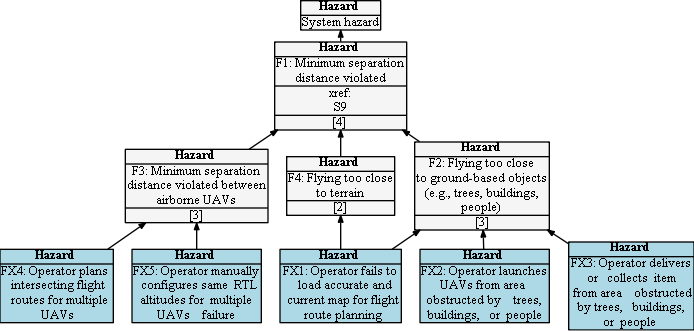 Hazard
System hazard
Hazard
F1: Minimum separation
distance violated
xref:
S9
[4]
Hazard
F3: Minimum separation
distance violated between
airborne UAVs
[3]
Hazard
F4: Flying too close
to terrain
[2]
Hazard
F2: Flying too close
to ground-based objects
(e.g., trees, buildings,
people)
[3]
Hazard
FX4: Operator plans
intersecting flight
routes for multiple
UAVs
Hazard
FX5: Operator manually
configures same RTL
altitudes for multiple
UAVs failure
Hazard
FX1: Operator fails to
load accurate and
current map for flight
route planning
Hazard
FX2: Operator launches
UAVs from area
obstructed by trees,
buildings, or people
Hazard
FX3: Operator delivers
or collects item
from area obstructed
by trees, buildings,
or people